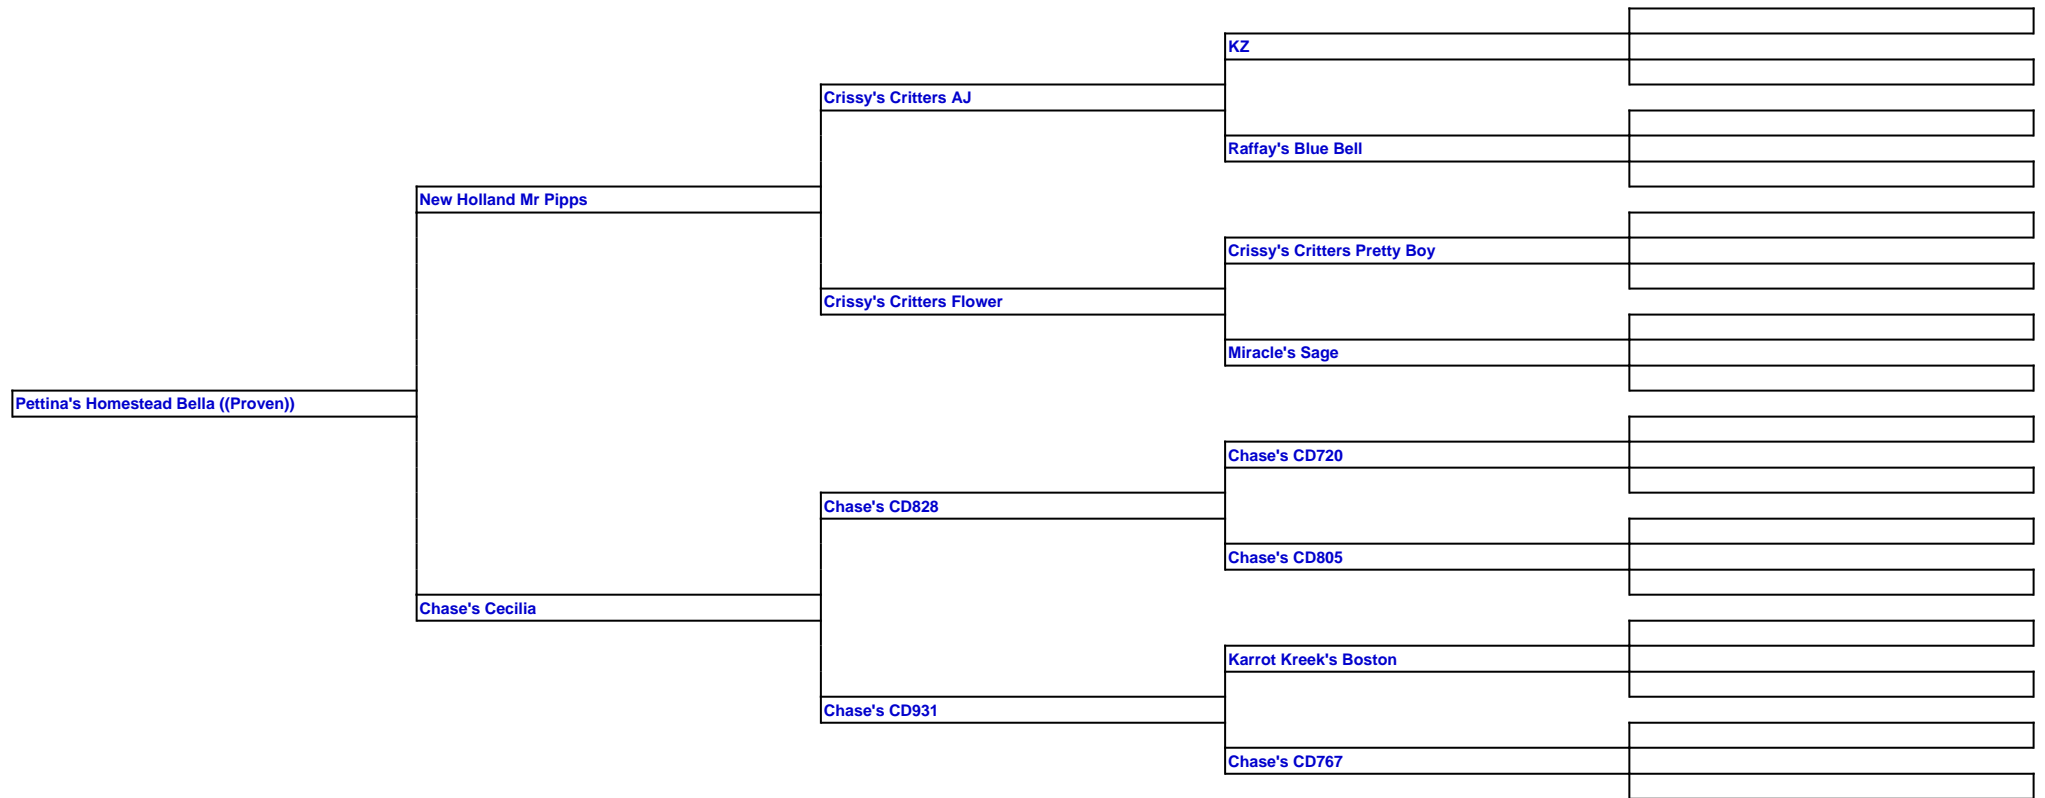 KZ
Crissy's Critters AJ
Raffay's Blue Bell
New Holland Mr Pipps
Crissy's Critters Pretty Boy
Crissy's Critters Flower
Miracle's Sage
Pettina's Homestead Bella ((Proven))
Chase's CD720
Chase's CD828
Chase's CD805
Chase's Cecilia
Karrot Kreek's Boston
Chase's CD931
Chase's CD767